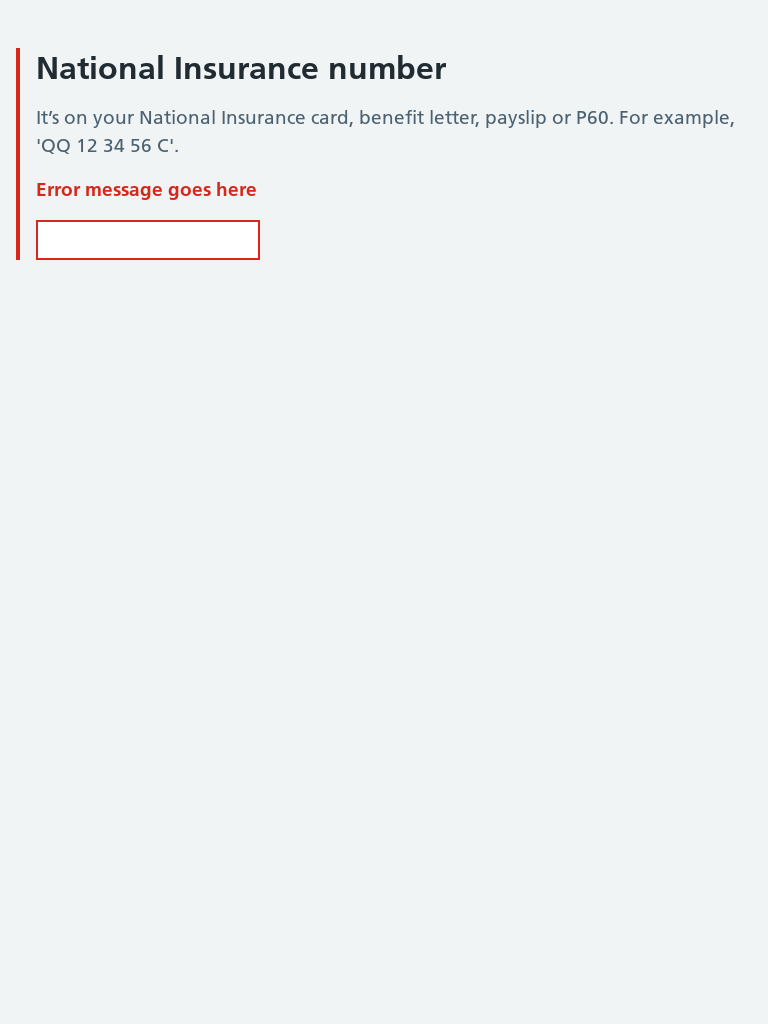 National Insurance number
It’s on your National Insurance card, benefit letter, payslip or P60. For example,
'QQ 12 34 56 C'.
Error message goes here